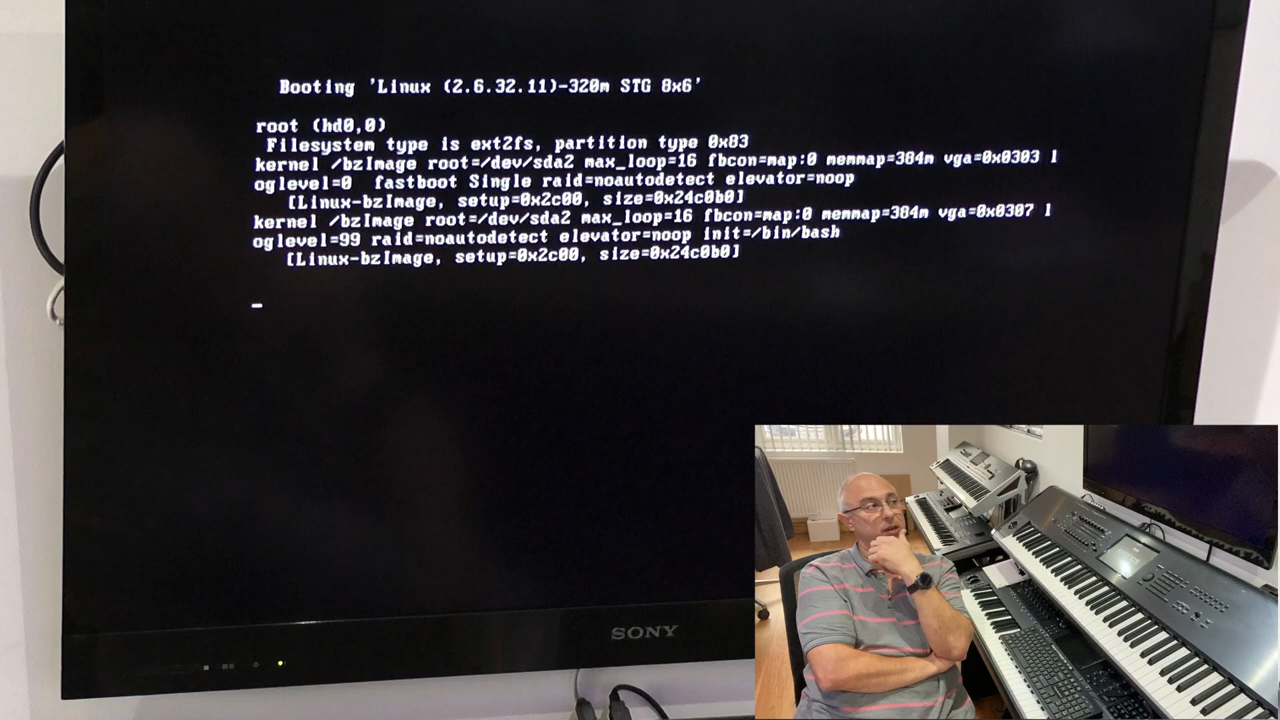 Booting 'Linux (2.6.32.11)-320m STG 8x6'
root (hd0,0)
Filesystem type is ext2fs, partition type 0x83
kernel /bzImage root=/dev/sda2 max_loop=16 fbcon=map:0 memmap=384m vga=0x0303 l
oglevel=0  fastboot Single raid=noautodetect elevator=noop
[Linux-bzImage, setup=0x2c00, size=0x24c0b0]
kernel /bzImage root=/dev/sda2 max_loop=16 fbcon=map:0 memmap=384m vga=0x0307 l
oglevel=99 raid=noautodetect elevator=noop init=/bin/bash
[Linux-bzImage, setup=0x2c00, size=0x24c0b0]
SONY